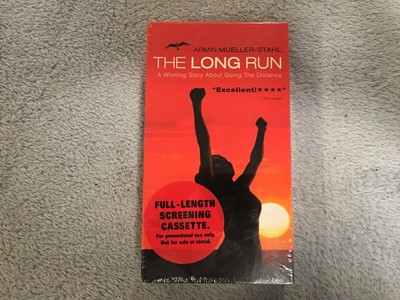 ARMIN MUELLER-STAHL
THE LONG RUN
A Winning Story About Going The Distance
"Excellent!★★★★"
FULL-LENGTH
SCREENING
CASSETTE.
For promotional use only.
Not for sale or rental.